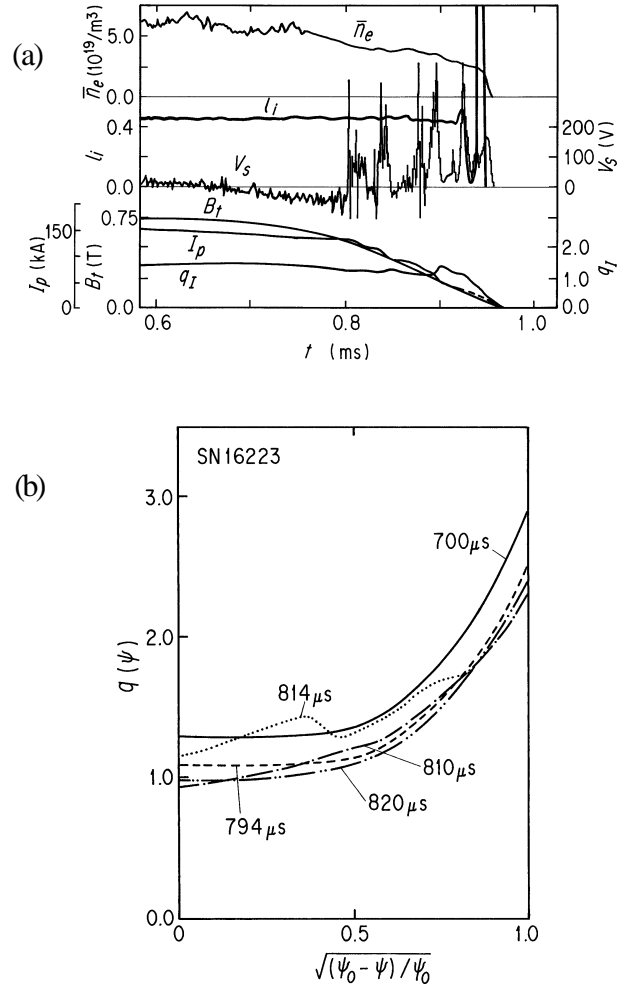 (a)
n̄e (10¹⁹/m³)
5.0
0.0
n̄e
li
0.4
0.0
li
Vs
200
100
0
Vs (V)
Ip (kA)
150
0
Bt (T)
0.75
0.0
Bt
Ip
qI
2.0
1.0
0.0
qI
0.6 0.8 1.0
t (ms)
(b)
SN16223
q (ψ)
3.0
2.0
1.0
0.0
700μs
814μs
810μs
820μs
794μs
0 0.5 1.0
√(ψ₀ − ψ)/ψ₀